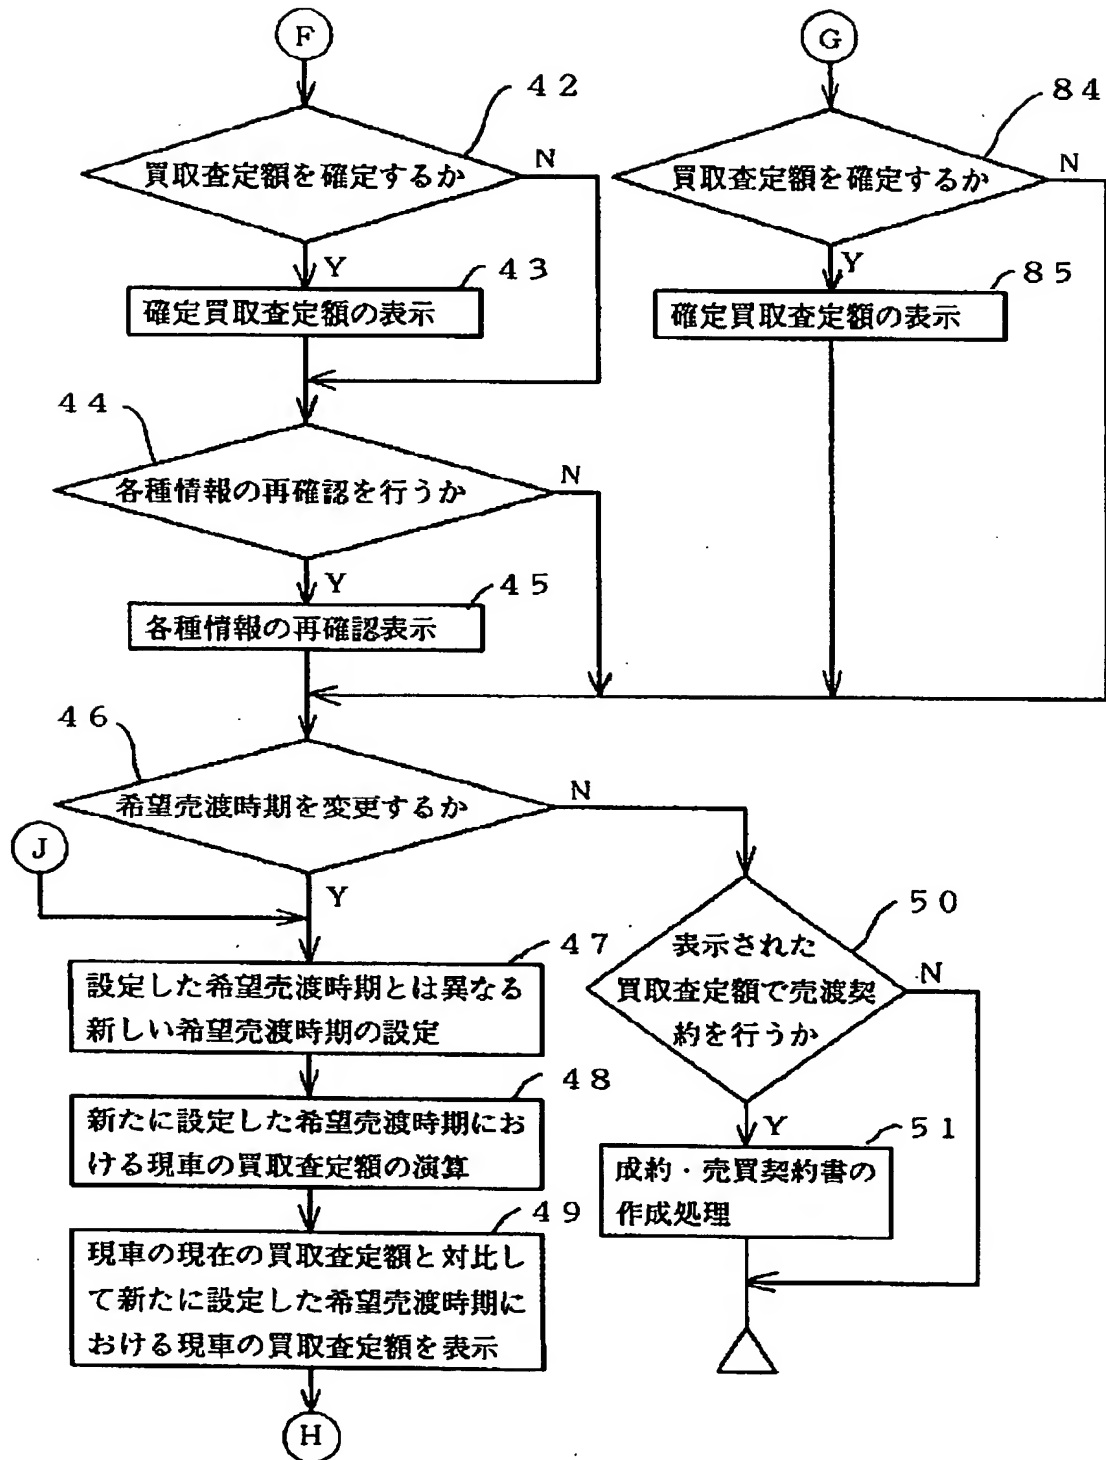 F
G
42
84
買取査定額を確定するか
N
買取査定額を確定するか
N
Y
43
Y
85
確定買取査定額の表示
確定買取査定額の表示
44
各種情報の再確認を行うか
N
Y
45
各種情報の再確認表示
46
希望売渡時期を変更するか
N
J
Y
50
表示された
買取査定額で売渡契
約を行うか
N
47
設定した希望売渡時期とは異なる
新しい希望売渡時期の設定
48
新たに設定した希望売渡時期にお
ける現車の買取査定額の演算
Y
51
成約・売買契約書の
作成処理
49
現車の現在の買取査定額と対比し
て新たに設定した希望売渡時期に
おける現車の買取査定額を表示
H